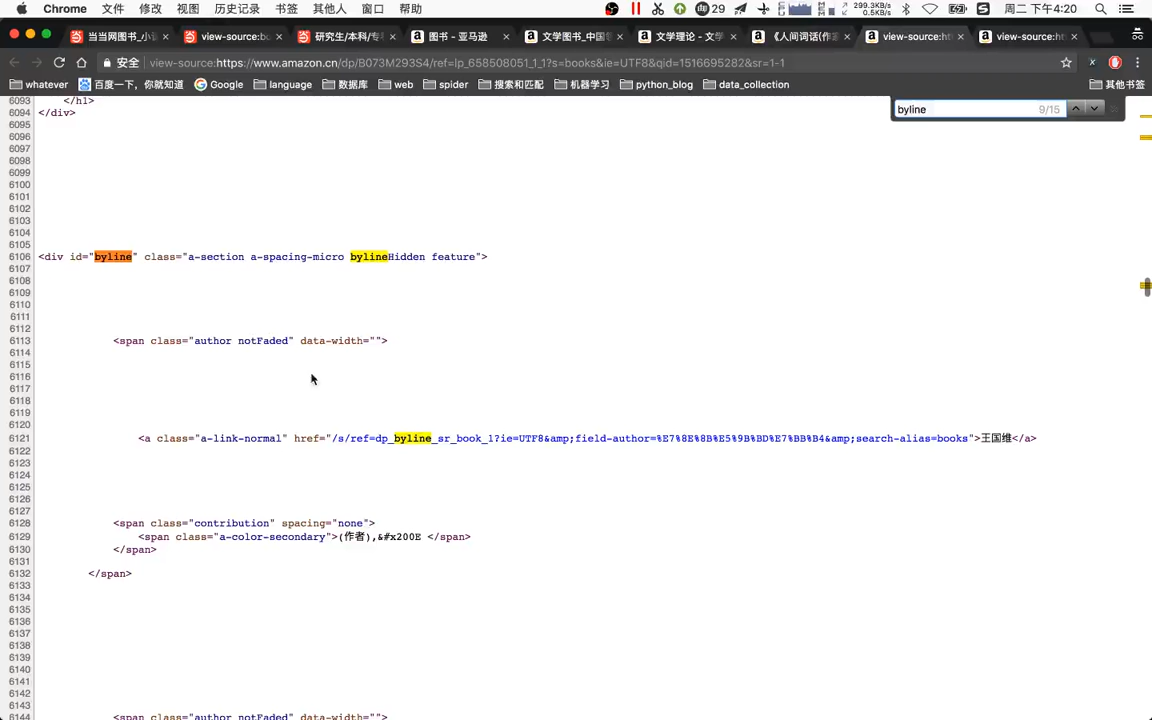 Chrome 文件 修改 视图 历史记录 书签 其他人 窗口 帮助 29 299.3KB/s 0.5KB/s 周二 下午4:20
当当网图书_小 view-source:b 研究生/本科/专 图书 - 亚马逊 文学图书_中国 文学理论 - 文学 《人间词话(作 view-source:ht view-source:ht
安全 view-source:https://www.amazon.cn/dp/B073M293S4/ref=lp_658508051_1_1?s=books&ie=UTF8&qid=1516695282&sr=1-1
whatever 百度一下，你就知道 Google language 数据库 web spider 搜索和匹配 机器学习 python_blog data_collection 其他书签
byline 9/15
6093 </h1>
6094 </div>
6095
6096
6097
6098
6099
6100
6101
6102
6103
6104
6105
6106 <div id="byline" class="a-section a-spacing-micro bylineHidden feature">
6107
6108
6109
6110
6111
6112
6113 <span class="author notFaded" data-width="">
6114
6115
6116
6117
6118
6119
6120
6121 <a class="a-link-normal" href="/s/ref=dp_byline_sr_book_1?ie=UTF8&amp;field-author=%E7%8E%8B%E5%9B%BD%E7%BB%B4&amp;search-alias=books">王国维</a>
6122
6123
6124
6125
6126
6127
6128 <span class="contribution" spacing="none">
6129 <span class="a-color-secondary">(作者),&#x200E </span>
6130 </span>
6131
6132 </span>
6133
6134
6135
6136
6137
6138
6139
6140
6141
6142
6143
6144 <span class="author notFaded" data-width="">